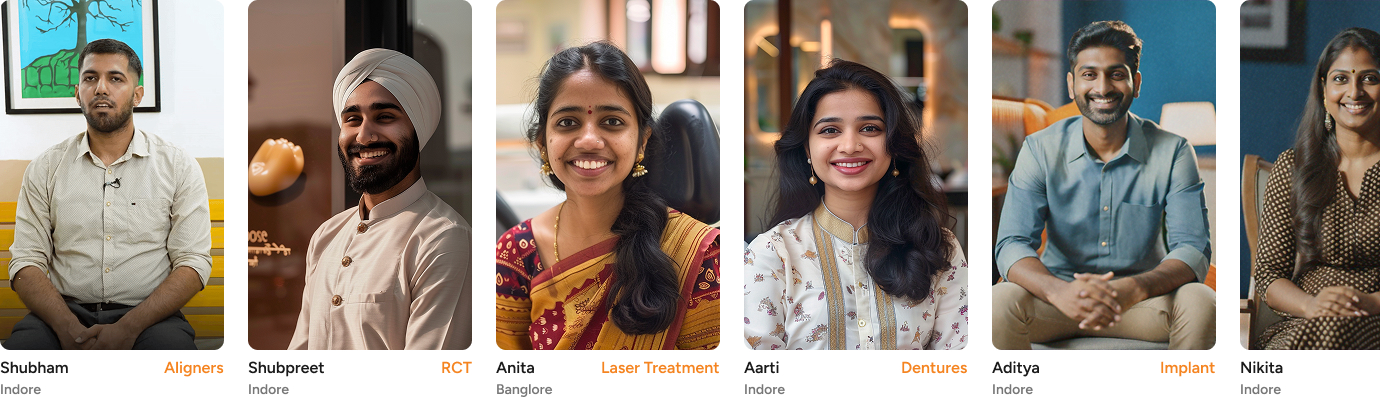 Shubham Aligners
Indore
Shubpreet RCT
Indore
Anita Laser Treatment
Banglore
Aarti Dentures
Indore
Aditya Implant
Indore
Nikita
Indore